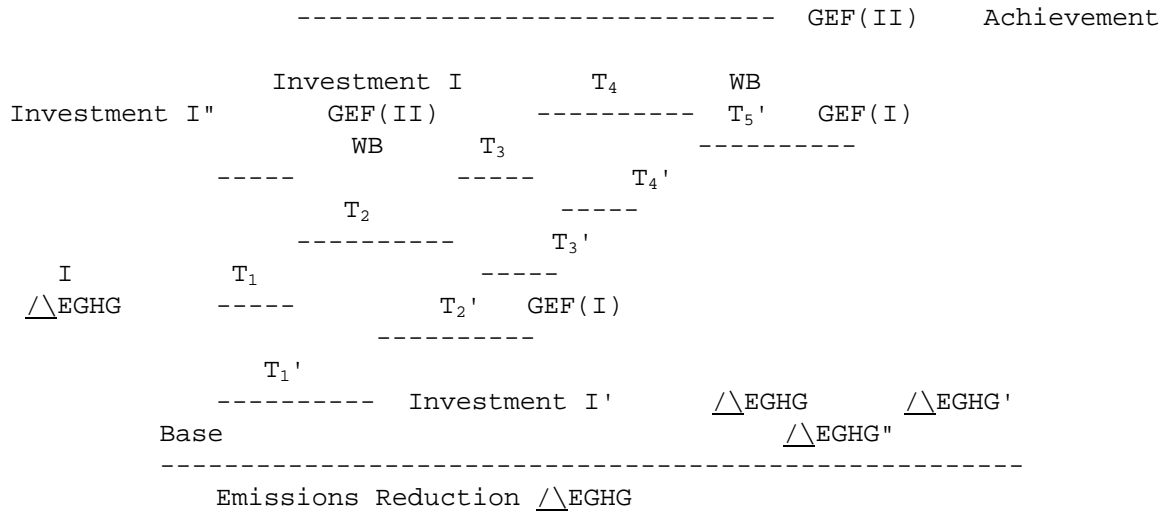 ------------------------------ GEF(II) Achievement
Investment I T₄ WB
Investment I" GEF(II) ---------- T₅' GEF(I)
WB T₃ ----------
----- ----- T₄'
T₂ -----
---------- T₃'
I T₁ -----
/\EGHG ----- T₂' GEF(I)
----------
T₁'
---------- Investment I' /\EGHG /\EGHG'
Base /\EGHG"
------------------------------------------------------
Emissions Reduction /\EGHG